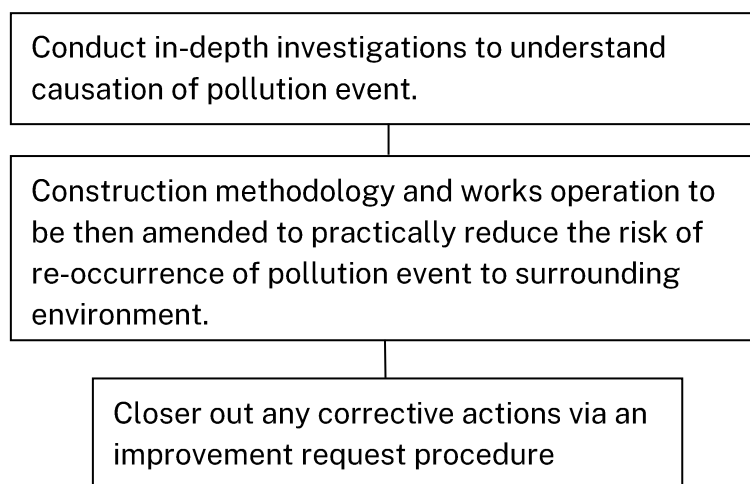 Conduct in-depth investigations to understand
causation of pollution event.
Construction methodology and works operation to
be then amended to practically reduce the risk of
re-occurrence of pollution event to surrounding
environment.
Closer out any corrective actions via an
improvement request procedure